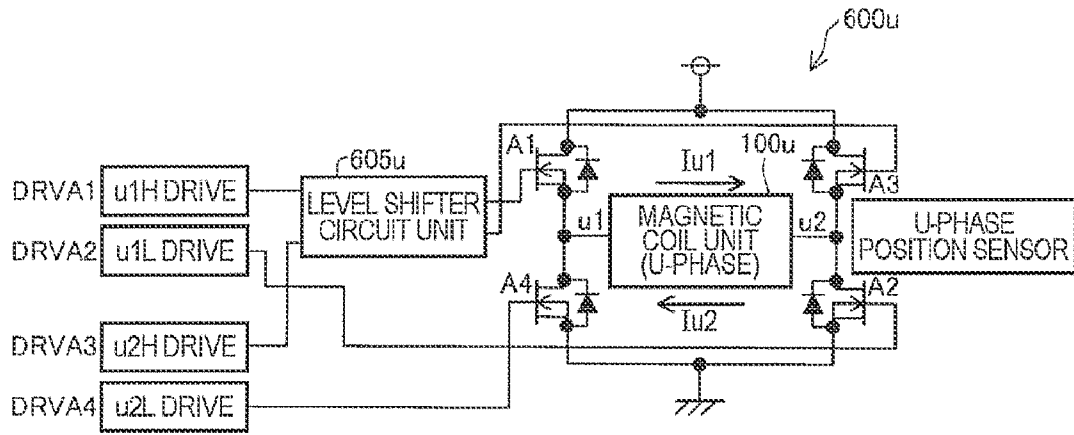 600u
605u
A1
Iu1
100u
A3
DRVA1
u1H DRIVE
LEVEL SHIFTER
CIRCUIT UNIT
u1
MAGNETIC
COIL UNIT
(U-PHASE)
u2
U-PHASE
POSITION SENSOR
DRVA2
u1L DRIVE
A4
Iu2
A2
DRVA3
u2H DRIVE
DRVA4
u2L DRIVE